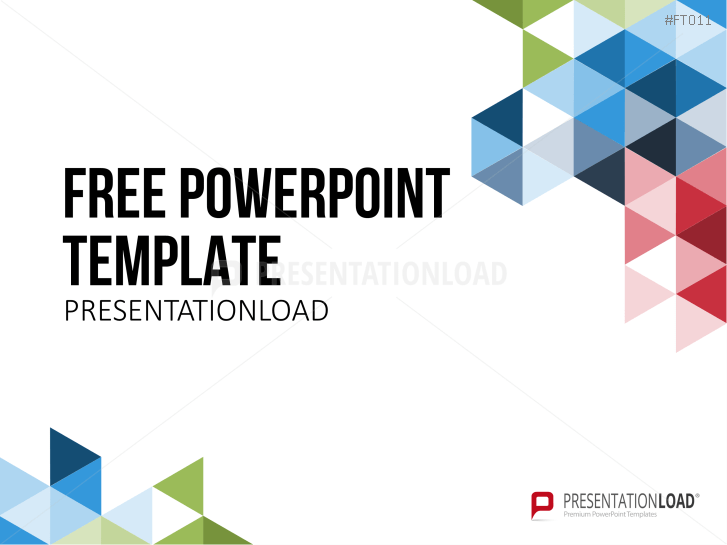 #FT011
FREE POWERPOINT
TEMPLATE
PRESENTATIONLOAD
PRESENTATIONLOAD
PRESENTATIONLOAD®
Premium PowerPoint Templates